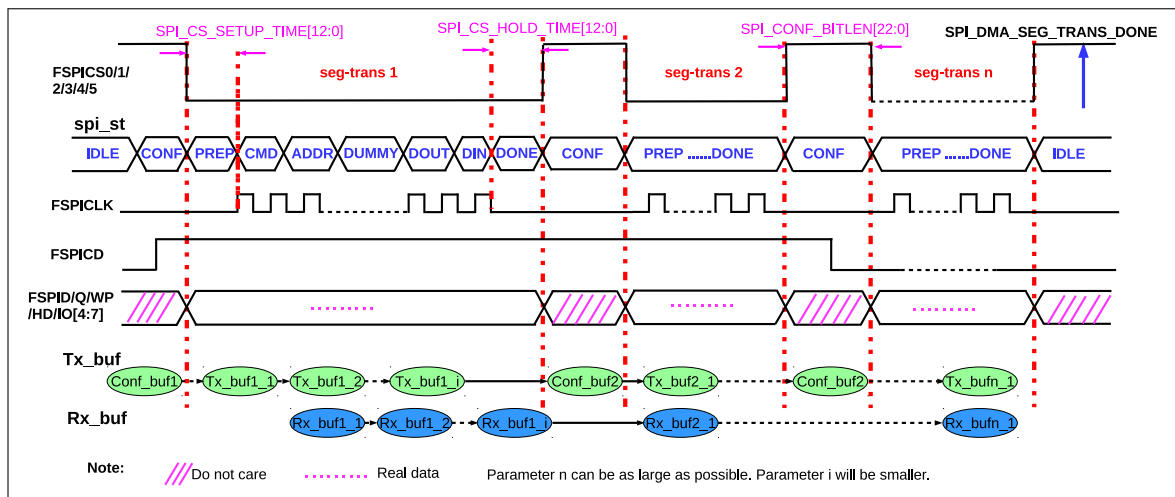 SPI_CS_SETUP_TIME[12:0] SPI_CS_HOLD_TIME[12:0] SPI_CONF_BITLEN[22:0] SPI_DMA_SEG_TRANS_DONE
FSPICS0/1/
2/3/4/5
seg-trans 1 seg-trans 2 seg-trans n
spi_st
IDLE CONF PREP CMD ADDR DUMMY DOUT DIN DONE CONF PREP ......DONE CONF PREP ......DONE IDLE
FSPICLK
FSPICD
FSPID/Q/WP
/HD/IO[4:7]
Tx_buf
Conf_buf1 Tx_buf1_1 Tx_buf1_2 Tx_buf1_i Conf_buf2 Tx_buf2_1 Conf_buf2 Tx_bufn_1
Rx_buf
Rx_buf1_1 Rx_buf1_2 Rx_buf1_i Rx_buf2_1 Rx_bufn_1
Note: Do not care Real data Parameter n can be as large as possible. Parameter i will be smaller.